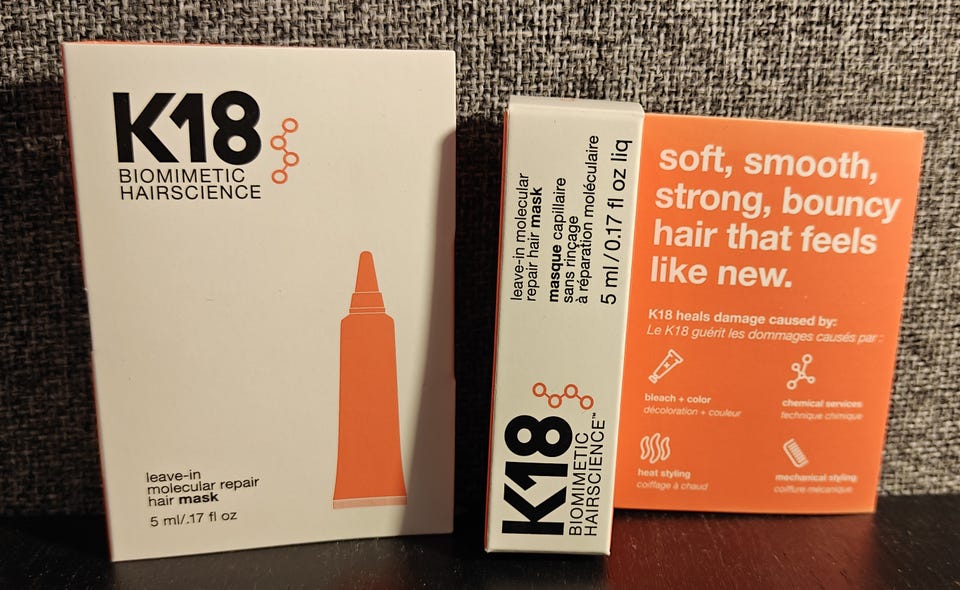 K18
BIOMIMETIC
HAIRSCIENCE
leave-in
molecular repair
hair mask
5 ml/.17 fl oz
leave-in molecular
repair hair mask
masque capillaire
sans rinçage
à réparation moléculaire
5 ml/0.17 fl oz liq
K18
BIOMIMETIC
HAIRSCIENCE™
soft, smooth,
strong, bouncy
hair that feels
like new.
K18 heals damage caused by:
Le K18 guérit les dommages causés par :
bleach + color
décoloration + couleur
chemical services
technique chimique
heat styling
coiffage à chaud
mechanical styling
coiffure mécanique